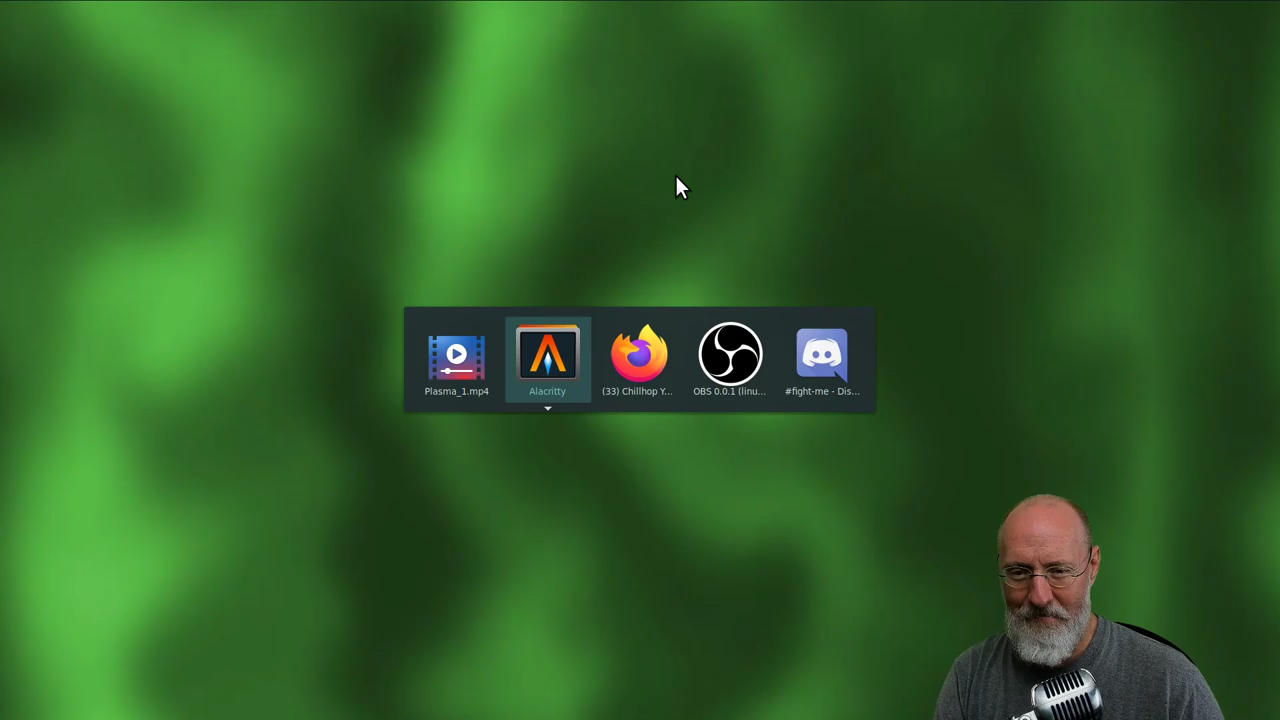 Plasma_1.mp4
Alacritty
(33) Chillhop Y...
OBS 0.0.1 (linu...
#fight-me - Dis...